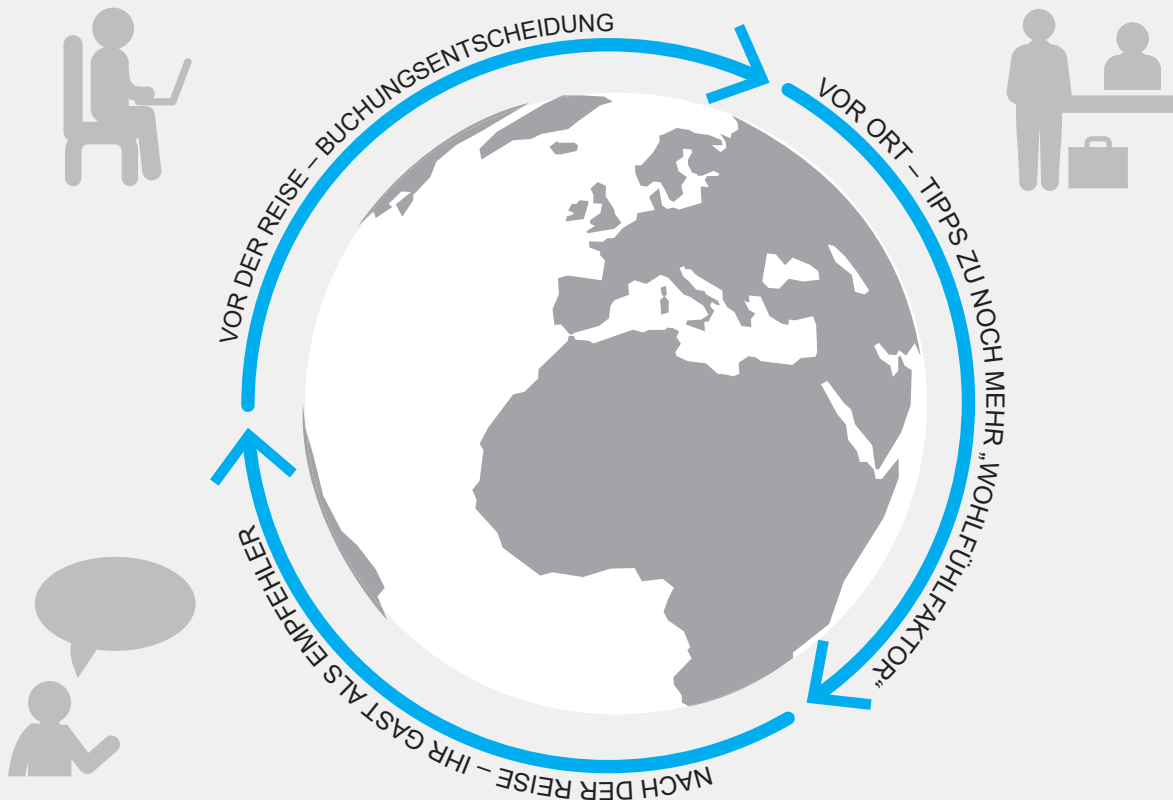 VOR DER REISE – BUCHUNGSENTSCHEIDUNG
VOR ORT – TIPPS ZU NOCH MEHR „WOHLFÜHLFAKTOR“
NACH DER REISE – IHR GAST ALS EMPFEHLER